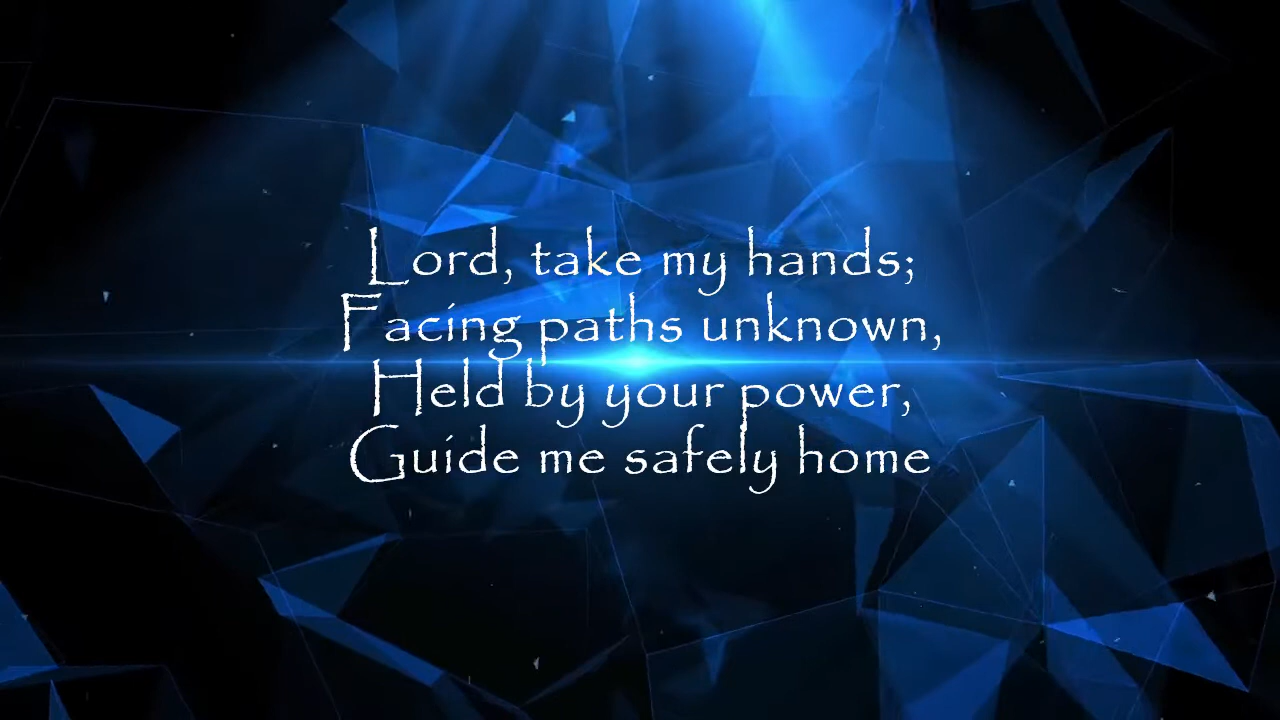 Lord, take my hands;
Facing paths unknown,
Held by your power,
Guide me safely home